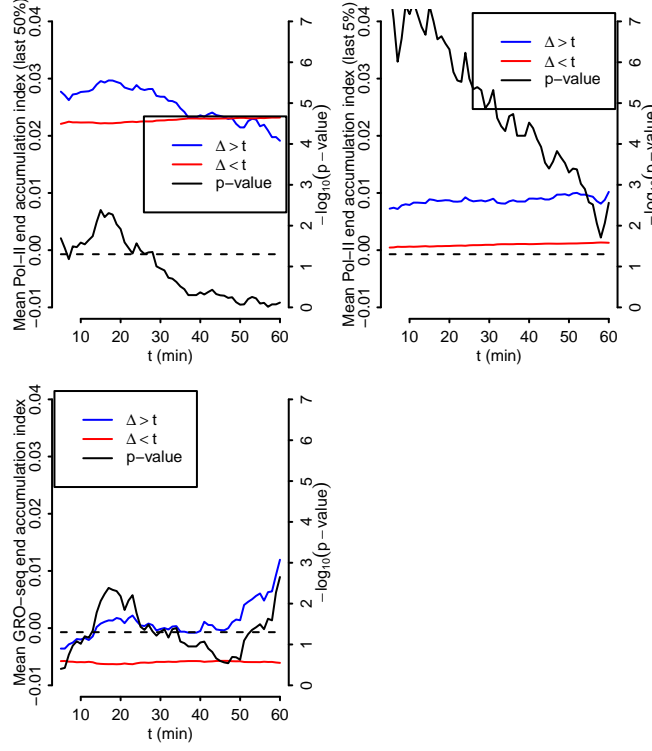 Mean Pol−II end accumulation index (last 50%)
−0.01 0.00 0.01 0.02 0.03 0.04
Δ > t
Δ < t
p−value
0 1 2 3 4 5 6 7
−log10(p − value)
10 20 30 40 50 60
t (min)
Mean Pol−II end accumulation index (last 5%)
−0.01 0.00 0.01 0.02 0.03 0.04
Δ > t
Δ < t
p−value
0 1 2 3 4 5 6 7
−log10(p − value)
10 20 30 40 50 60
t (min)
Mean GRO−seq end accumulation index
−0.01 0.00 0.01 0.02 0.03 0.04
Δ > t
Δ < t
p−value
0 1 2 3 4 5 6 7
−log10(p − value)
10 20 30 40 50 60
t (min)